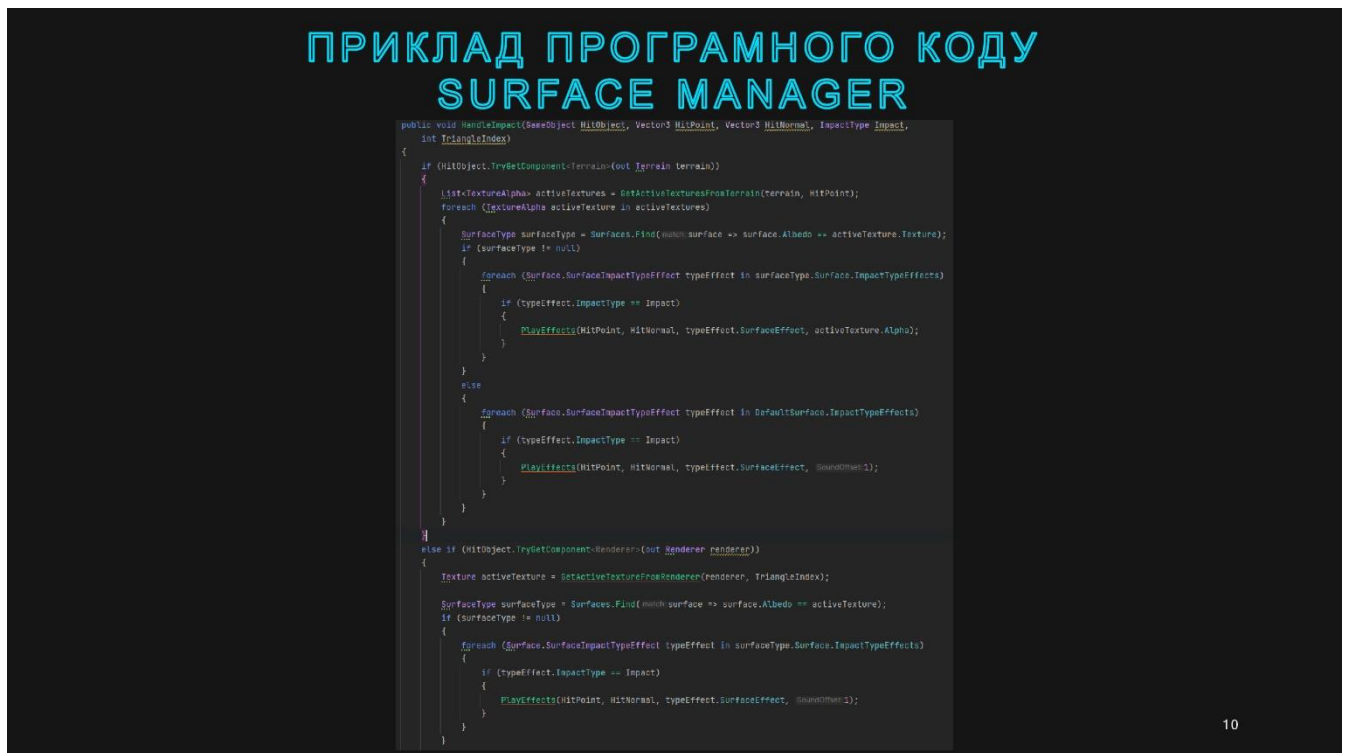 ПРИКЛАД ПРОГРАМНОГО КОДУ
SURFACE MANAGER
public void HandleImpact(GameObject HitObject, Vector3 HitPoint, Vector3 HitNormal, ImpactType Impact,
int TriangleIndex)
{
if (HitObject.TryGetComponent<Terrain>(out Terrain terrain))
{
List<TextureAlpha> activeTextures = GetActiveTexturesFromTerrain(terrain, HitPoint);
foreach (TextureAlpha activeTexture in activeTextures)
{
SurfaceType surfaceType = Surfaces.Find( match: surface => surface.Albedo == activeTexture.Texture);
if (surfaceType != null)
{
foreach (Surface.SurfaceImpactTypeEffect typeEffect in surfaceType.Surface.ImpactTypeEffects)
{
if (typeEffect.ImpactType == Impact)
{
PlayEffects(HitPoint, HitNormal, typeEffect.SurfaceEffect, activeTexture.Alpha);
}
}
}
else
{
foreach (Surface.SurfaceImpactTypeEffect typeEffect in DefaultSurface.ImpactTypeEffects)
{
if (typeEffect.ImpactType == Impact)
{
PlayEffects(HitPoint, HitNormal, typeEffect.SurfaceEffect, SoundOffset: 1);
}
}
}
}
}
else if (HitObject.TryGetComponent<Renderer>(out Renderer renderer))
{
Texture activeTexture = GetActiveTextureFromRenderer(renderer, TriangleIndex);
SurfaceType surfaceType = Surfaces.Find( match: surface => surface.Albedo == activeTexture);
if (surfaceType != null)
{
foreach (Surface.SurfaceImpactTypeEffect typeEffect in surfaceType.Surface.ImpactTypeEffects)
{
if (typeEffect.ImpactType == Impact)
{
PlayEffects(HitPoint, HitNormal, typeEffect.SurfaceEffect, SoundOffset: 1);
}
}
}
10